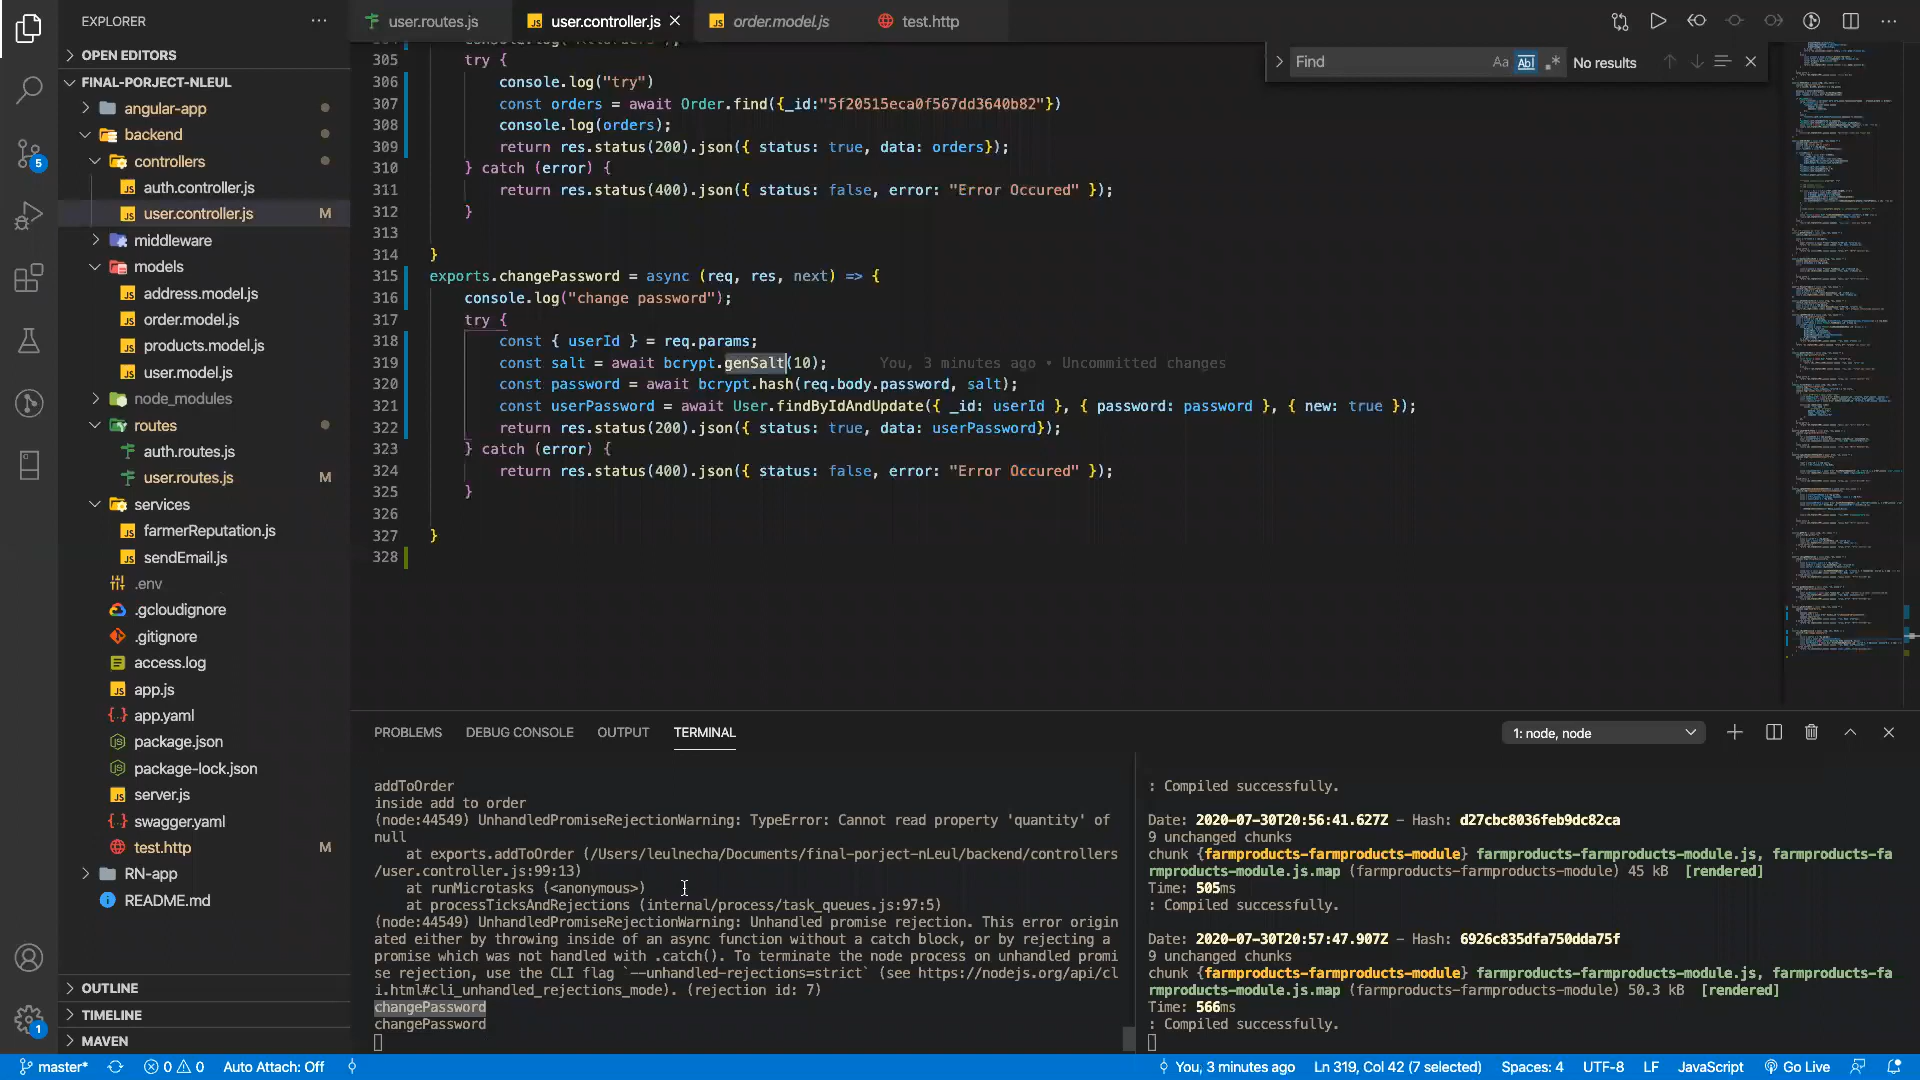 EXPLORER
OPEN EDITORS
FINAL-PORJECT-NLEUL
angular-app
backend
controllers
auth.controller.js
user.controller.js M
middleware
models
address.model.js
order.model.js
products.model.js
user.model.js
node_modules
routes
auth.routes.js
user.routes.js M
services
farmerReputation.js
sendEmail.js
.env
.gcloudignore
.gitignore
access.log
app.js
app.yaml
package.json
package-lock.json
server.js
swagger.yaml
test.http M
RN-app
README.md
OUTLINE
TIMELINE
MAVEN
5
1
user.routes.js
user.controller.js
order.model.js
test.http
Find
Aa
Abl
No results
305 try {
306 console.log("try")
307 const orders = await Order.find({_id:"5f20515eca0f567dd3640b82"})
308 console.log(orders);
309 return res.status(200).json({ status: true, data: orders});
310 } catch (error) {
311 return res.status(400).json({ status: false, error: "Error Occured" });
312 }
313
314 }
315 exports.changePassword = async (req, res, next) => {
316 console.log("change password");
317 try {
318 const { userId } = req.params;
319 const salt = await bcrypt.genSalt(10); You, 3 minutes ago • Uncommitted changes
320 const password = await bcrypt.hash(req.body.password, salt);
321 const userPassword = await User.findByIdAndUpdate({ _id: userId }, { password: password }, { new: true });
322 return res.status(200).json({ status: true, data: userPassword});
323 } catch (error) {
324 return res.status(400).json({ status: false, error: "Error Occured" });
325 }
326
327 }
328
PROBLEMS DEBUG CONSOLE OUTPUT TERMINAL
1: node, node
addToOrder
inside add to order
(node:44549) UnhandledPromiseRejectionWarning: TypeError: Cannot read property 'quantity' of
null
at exports.addToOrder (/Users/leulnecha/Documents/final-porject-nLeul/backend/controllers
/user.controller.js:99:13)
at runMicrotasks (<anonymous>)
at processTicksAndRejections (internal/process/task_queues.js:97:5)
(node:44549) UnhandledPromiseRejectionWarning: Unhandled promise rejection. This error origin
ated either by throwing inside of an async function without a catch block, or by rejecting a
promise which was not handled with .catch(). To terminate the node process on unhandled promi
se rejection, use the CLI flag `--unhandled-rejections=strict` (see https://nodejs.org/api/cl
i.html#cli_unhandled_rejections_mode). (rejection id: 7)
changePassword
changePassword
: Compiled successfully.
Date: 2020-07-30T20:56:41.627Z - Hash: d27cbc8036feb9dc82ca
9 unchanged chunks
chunk {farmproducts-farmproducts-module} farmproducts-farmproducts-module.js, farmproducts-fa
rmproducts-module.js.map (farmproducts-farmproducts-module) 45 kB [rendered]
Time: 505ms
: Compiled successfully.
Date: 2020-07-30T20:57:47.907Z - Hash: 6926c835dfa750dda75f
9 unchanged chunks
chunk {farmproducts-farmproducts-module} farmproducts-farmproducts-module.js, farmproducts-fa
rmproducts-module.js.map (farmproducts-farmproducts-module) 50.3 kB [rendered]
Time: 566ms
: Compiled successfully.
master* 0 0 Auto Attach: Off You, 3 minutes ago Ln 319, Col 42 (7 selected) Spaces: 4 UTF-8 LF JavaScript Go Live